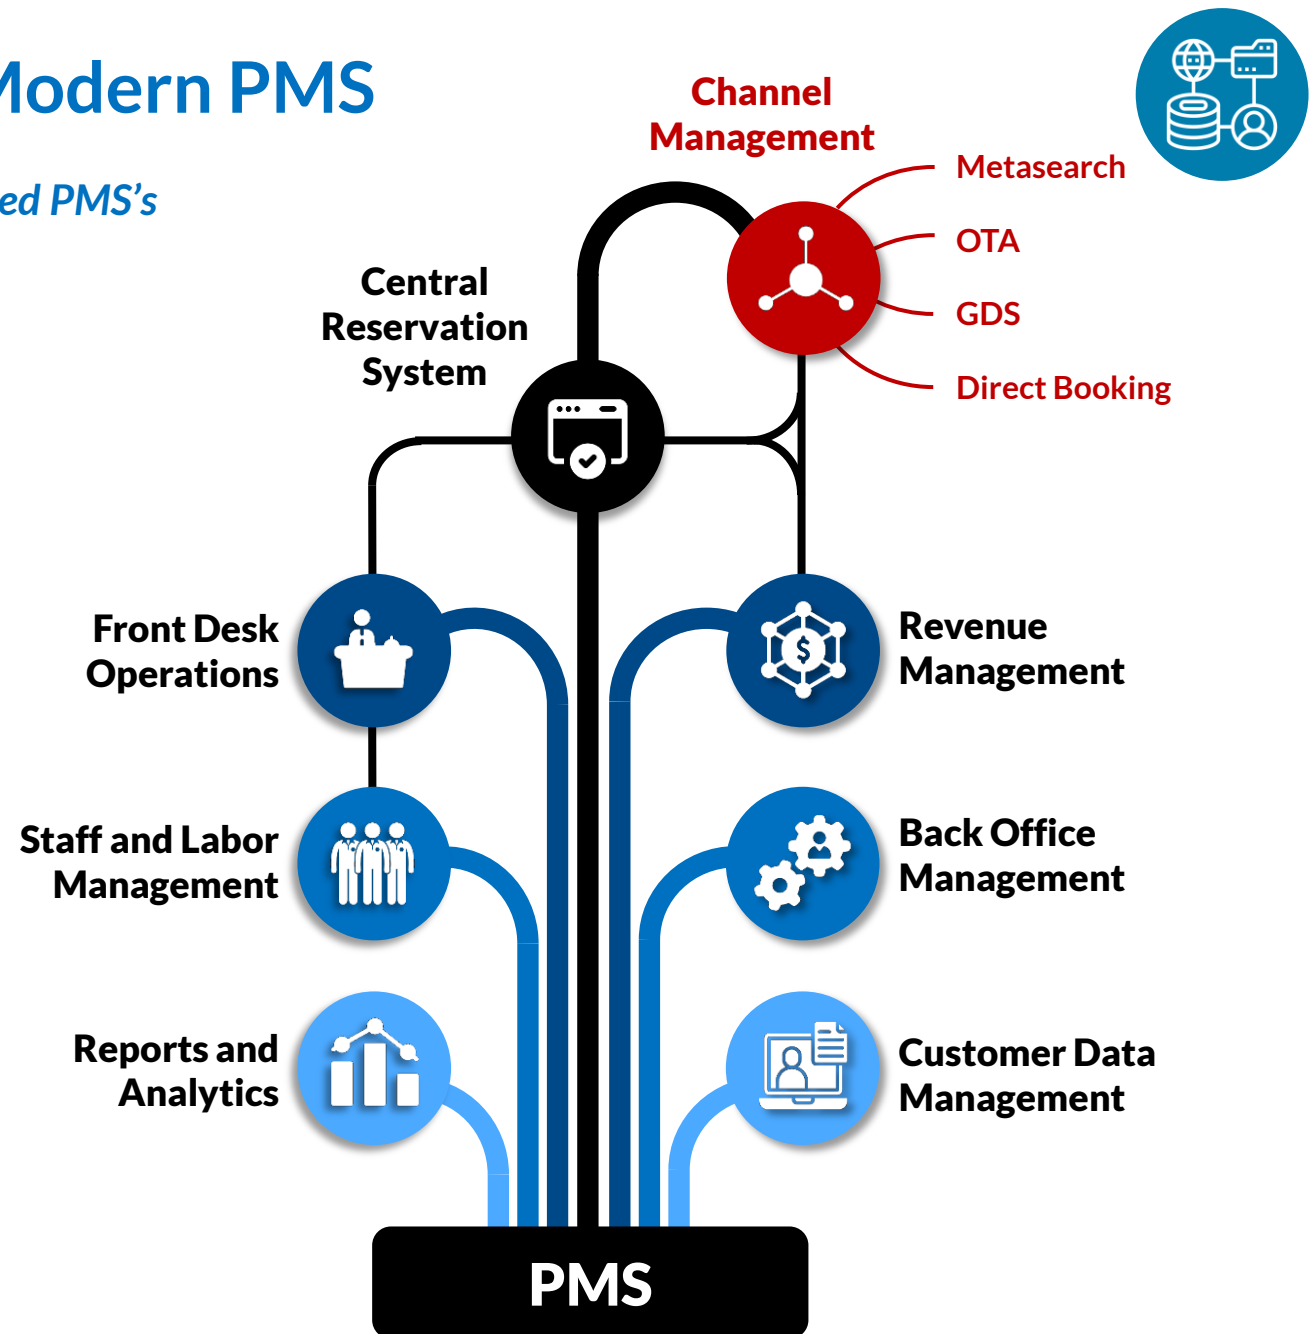 Modern PMS
ed PMS's
Channel
Management
Metasearch
OTA
GDS
Direct Booking
Central
Reservation
System
Front Desk
Operations
Revenue
Management
$
Staff and Labor
Management
Back Office
Management
Reports and
Analytics
Customer Data
Management
PMS